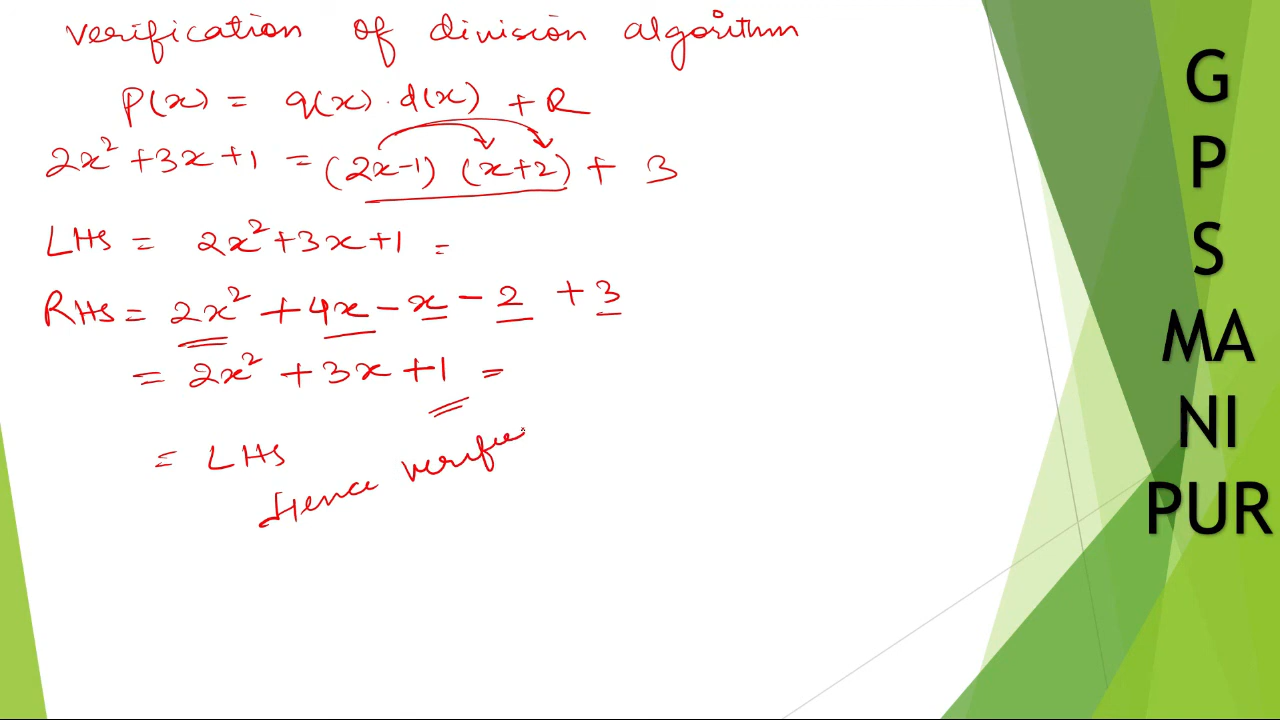 verification of division algorithm
P(x) = q(x) · d(x) + R
2x² + 3x + 1 = (2x-1) (x+2) + 3
LHS = 2x² + 3x + 1 =
RHS = 2x² + 4x - x - 2 + 3
= 2x² + 3x + 1 =
= LHS
Hence verifie
G
P
S
MA
NI
PUR